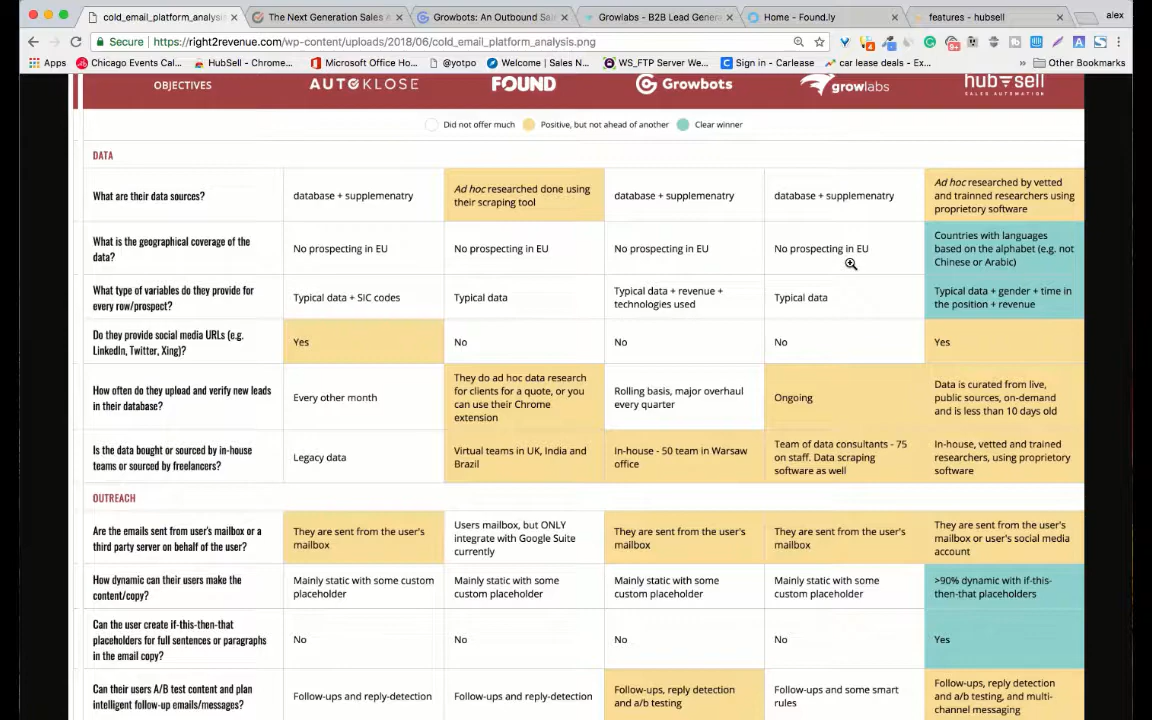 cold_email_platform_analysis
The Next Generation Sales A
Growbots: An Outbound Sal
Growlabs - B2B Lead Gener
Home - Found.ly
features - hubsell
alex
Secure
https://right2revenue.com/wp-content/uploads/2018/06/cold_email_platform_analysis.png
Apps
Chicago Events Cal...
HubSell - Chrome...
Microsoft Office Ho...
@yotpo
Welcome | Sales N...
WS_FTP Server We...
Sign in - Carlease
car lease deals - Ex...
»
Other Bookmarks
OBJECTIVES
AUTOKLOSE
FOUND
Growbots
growlabs
hubsell
SALES AUTOMATION
Did not offer much
Positive, but not ahead of another
Clear winner
DATA
What are their data sources?
database + supplemenatry
Ad hoc researched done using
their scraping tool
database + supplemenatry
database + supplemenatry
Ad hoc researched by vetted
and trainned researchers using
proprietory software
What is the geographical coverage of the
data?
No prospecting in EU
No prospecting in EU
No prospecting in EU
No prospecting in EU
Countries with languages
based on the alphabet (e.g. not
Chinese or Arabic)
What type of variables do they provide for
every row/prospect?
Typical data + SIC codes
Typical data
Typical data + revenue +
technologies used
Typical data
Typical data + gender + time in
the position + revenue
Do they provide social media URLs (e.g.
LinkedIn, Twitter, Xing)?
Yes
No
No
No
Yes
How often do they upload and verify new leads
in their database?
Every other month
They do ad hoc data research
for clients for a quote, or you
can use their Chrome
extension
Rolling basis, major overhaul
every quarter
Ongoing
Data is curated from live,
public sources, on-demand
and is less than 10 days old
Is the data bought or sourced by in-house
teams or sourced by freelancers?
Legacy data
Virtual teams in UK, India and
Brazil
In-house - 50 team in Warsaw
office
Team of data consultants - 75
on staff. Data scraping
software as well
In-house, vetted and trained
researchers, using proprietory
software
OUTREACH
Are the emails sent from user's mailbox or a
third party server on behalf of the user?
They are sent from the user's
mailbox
Users mailbox, but ONLY
integrate with Google Suite
currently
They are sent from the user's
mailbox
They are sent from the user's
mailbox
They are sent from the user's
mailbox or user's social media
account
How dynamic can their users make the
content/copy?
Mainly static with some custom
placeholder
Mainly static with some
custom placeholder
Mainly static with some
custom placeholder
Mainly static with some
custom placeholder
>90% dynamic with if-this-
then-that placeholders
Can the user create if-this-then-that
placeholders for full sentences or paragraphs
in the email copy?
No
No
No
No
Yes
Can their users A/B test content and plan
intelligent follow-up emails/messages?
Follow-ups and reply-detection
Follow-ups and reply-detection
Follow-ups, reply detection
and a/b testing
Follow-ups and some smart
rules
Follow-ups, reply detection
and a/b testing, and multi-
channel messaging